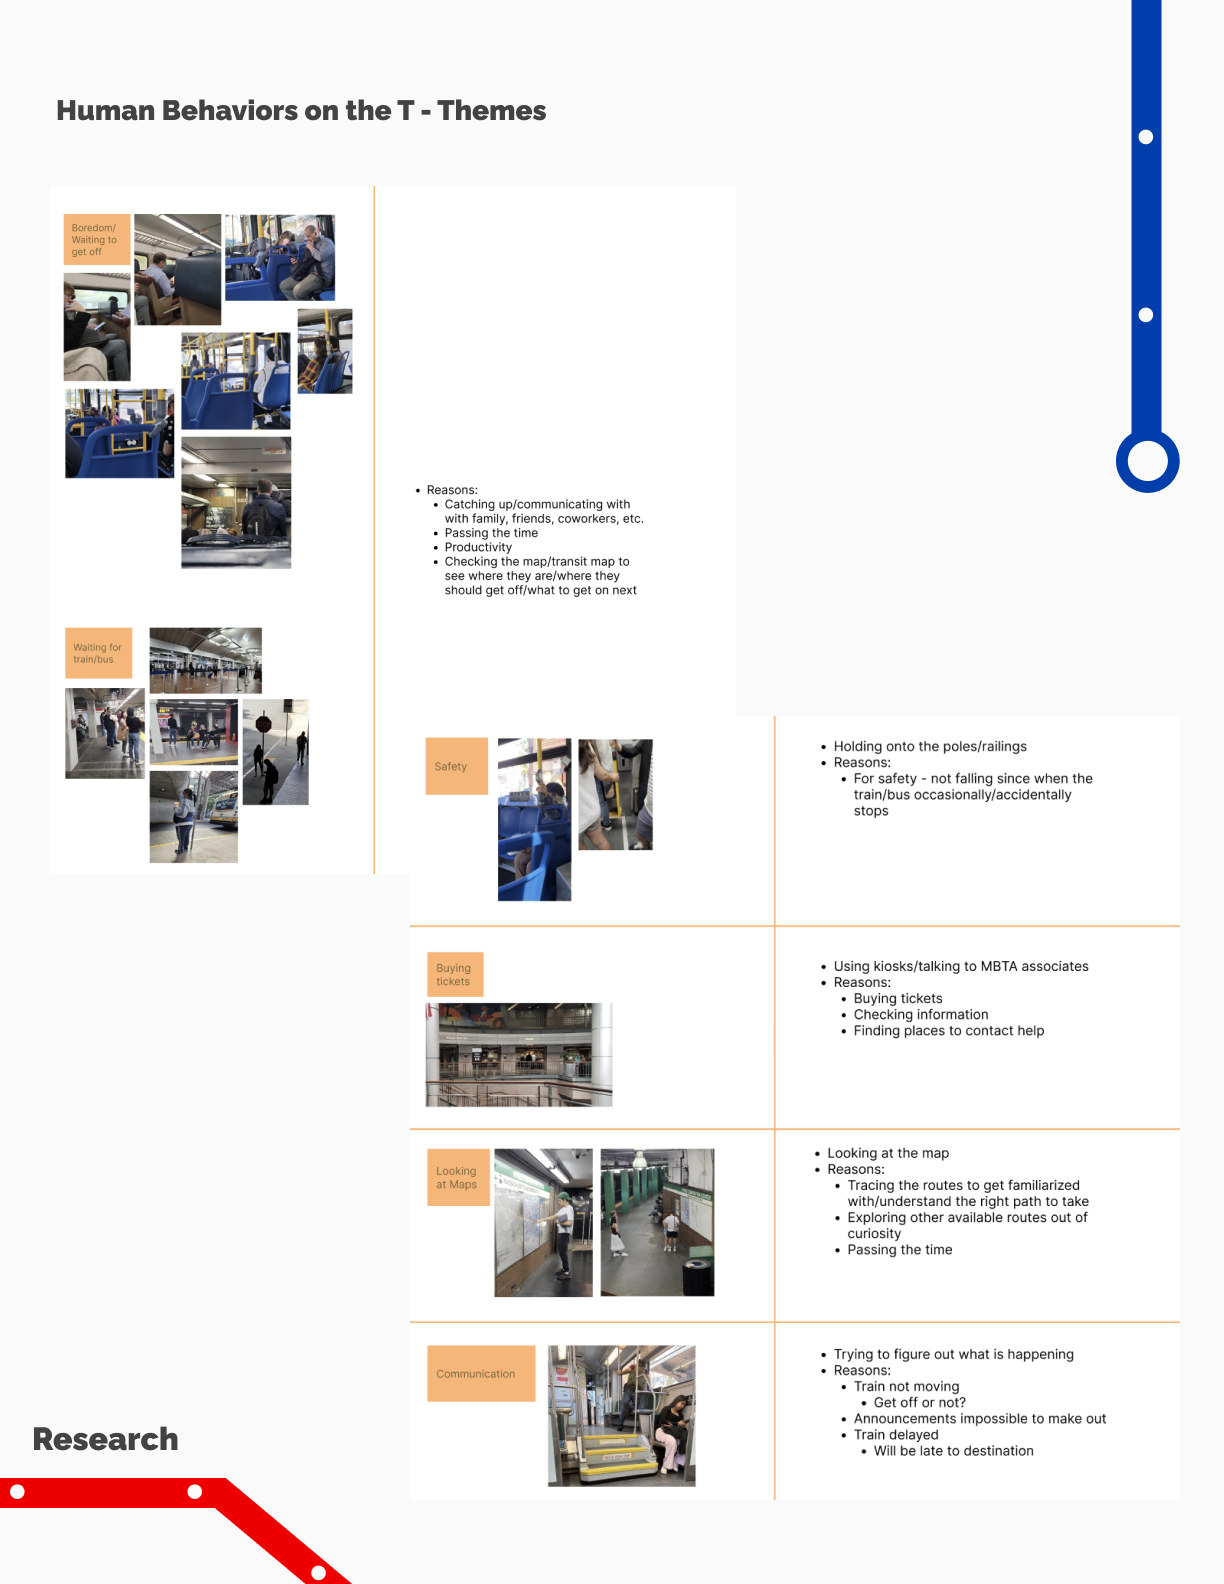 Human Behaviors on the T - Themes
Boredom/
Waiting to
get off
• Reasons:
• Catching up/communicating with
with family, friends, coworkers, etc.
• Passing the time
• Productivity
• Checking the map/transit map to
see where they are/where they
should get off/what to get on next
Waiting for
train/bus
Safety
• Holding onto the poles/railings
• Reasons:
• For safety - not falling since when the
train/bus occasionally/accidentally
stops
Buying
tickets
• Using kiosks/talking to MBTA associates
• Reasons:
• Buying tickets
• Checking information
• Finding places to contact help
Looking
at Maps
• Looking at the map
• Reasons:
• Tracing the routes to get familiarized
with/understand the right path to take
• Exploring other available routes out of
curiosity
• Passing the time
Communication
• Trying to figure out what is happening
• Reasons:
• Train not moving
• Get off or not?
• Announcements impossible to make out
• Train delayed
• Will be late to destination
Research